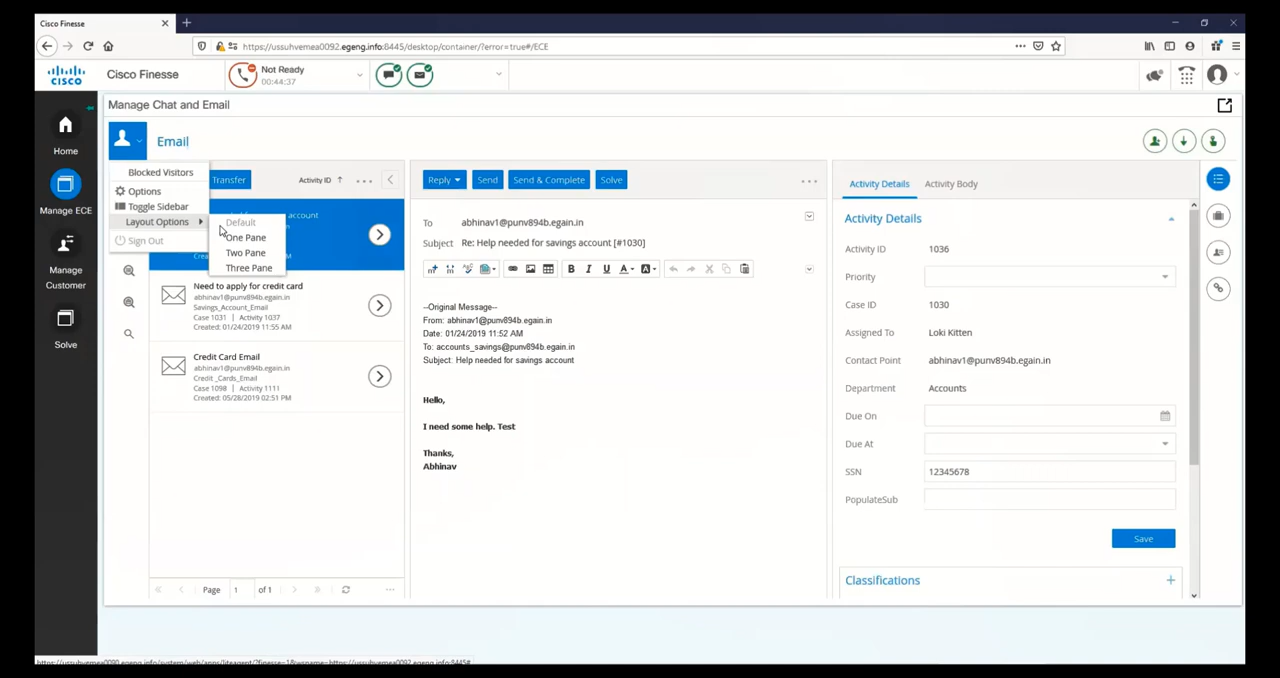 Cisco Finesse
https://ussuhvemea0092.egeng.info:8445/desktop/container/?error=true#/ECE
CISCO
Cisco Finesse
Not Ready
00:44:37
Manage Chat and Email
Home
Manage ECE
Manage
Customer
Solve
Email
Blocked Visitors
Options
Toggle Sidebar
Layout Options
Sign Out
Default
One Pane
Two Pane
Three Pane
Transfer
Activity ID
account
Need to apply for credit card
abhinav1@punv894b.egain.in
Savings_Account_Email
Case 1031 | Activity 1037
Created: 01/24/2019 11:55 AM
Credit Card Email
abhinav1@punv894b.egain.in
Credit _Cards_Email
Case 1098 | Activity 1111
Created: 05/28/2019 02:51 PM
Page 1 of 1
Reply Send Send & Complete Solve
To abhinav1@punv894b.egain.in
Subject Re: Help needed for savings account [#1030]
B I U A A
--Original Message--
From: abhinav1@punv894b.egain.in
Date: 01/24/2019 11:52 AM
To: accounts_savings@punv894b.egain.in
Subject: Help needed for savings account
Hello,
I need some help. Test
Thanks,
Abhinav
Activity Details Activity Body
Activity Details
Activity ID 1036
Priority
Case ID 1030
Assigned To Loki Kitten
Contact Point abhinav1@punv894b.egain.in
Department Accounts
Due On
Due At
SSN 12345678
PopulateSub
Save
Classifications